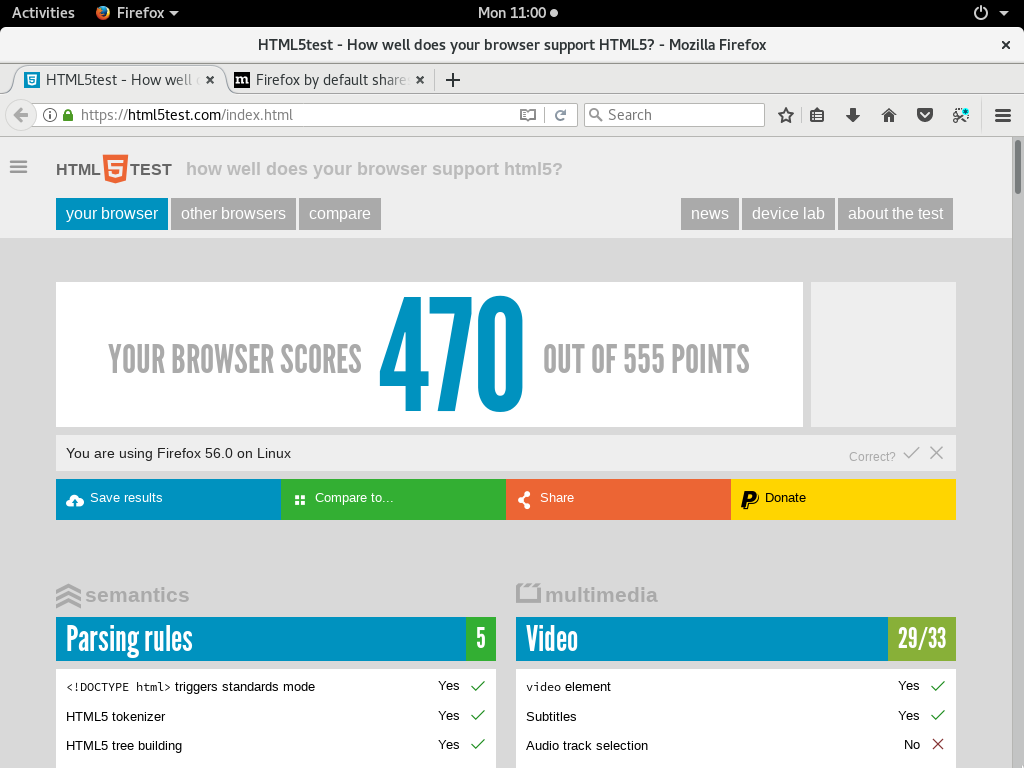 Activities Firefox Mon 11:00
HTML5test - How well does your browser support HTML5? - Mozilla Firefox
HTML5test - How well Firefox by default share
https://html5test.com/index.html Search
HTML 5 TEST how well does your browser support html5?
your browser other browsers compare news device lab about the test
YOUR BROWSER SCORES 470 OUT OF 555 POINTS
You are using Firefox 56.0 on Linux Correct?
Save results Compare to... Share Donate
semantics multimedia
Parsing rules 5 Video 29/33
<!DOCTYPE html> triggers standards mode Yes video element Yes
HTML5 tokenizer Yes Subtitles Yes
HTML5 tree building Yes Audio track selection No